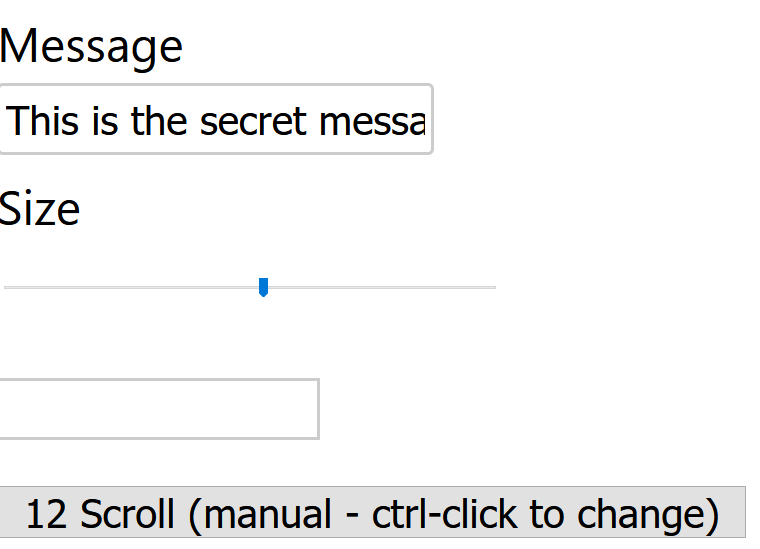 Message
This is the secret messa
Size
12 Scroll (manual - ctrl-click to change)